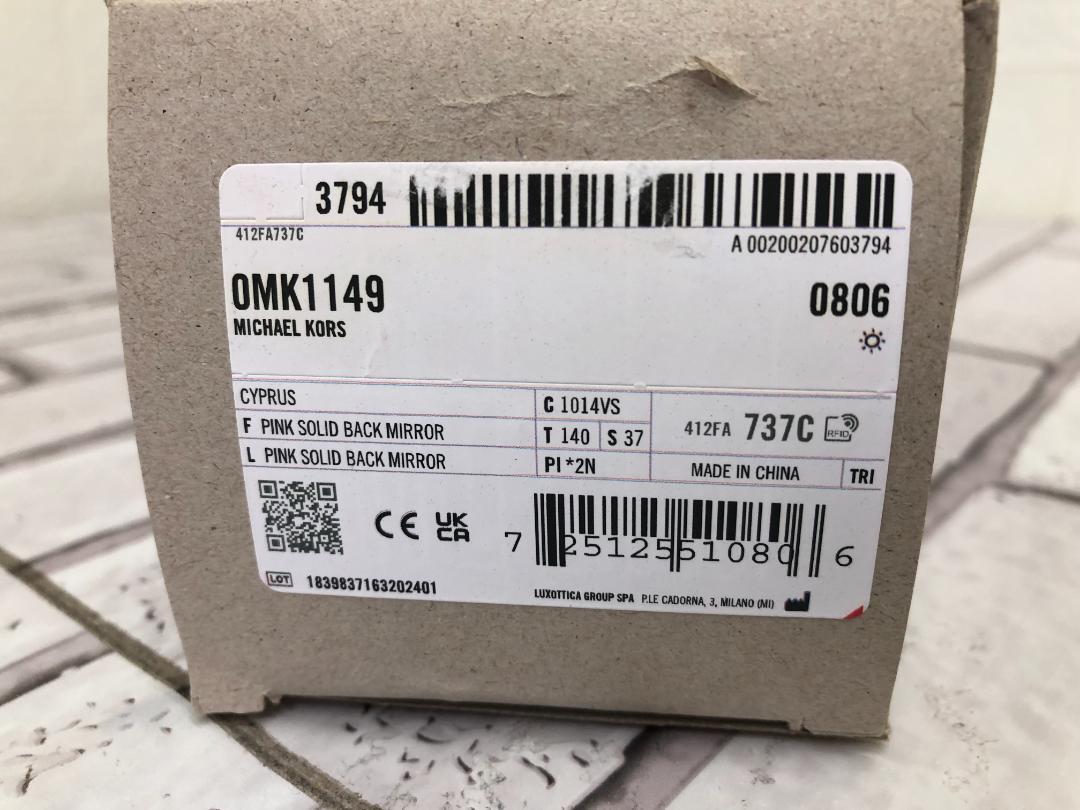 3794
412FA737C
A 00200207603794
0MK1149
0806
MICHAEL KORS
CYPRUS
C 1014VS
F PINK SOLID BACK MIRROR
T 140 S 37
412FA 737C RFID
L PINK SOLID BACK MIRROR
PI *2N
MADE IN CHINA TRI
CE UK CA
7 25125 51080 6
LOT 1839837163202401
LUXOTTICA GROUP SPA P.LE CADORNA, 3, MILANO (MI)